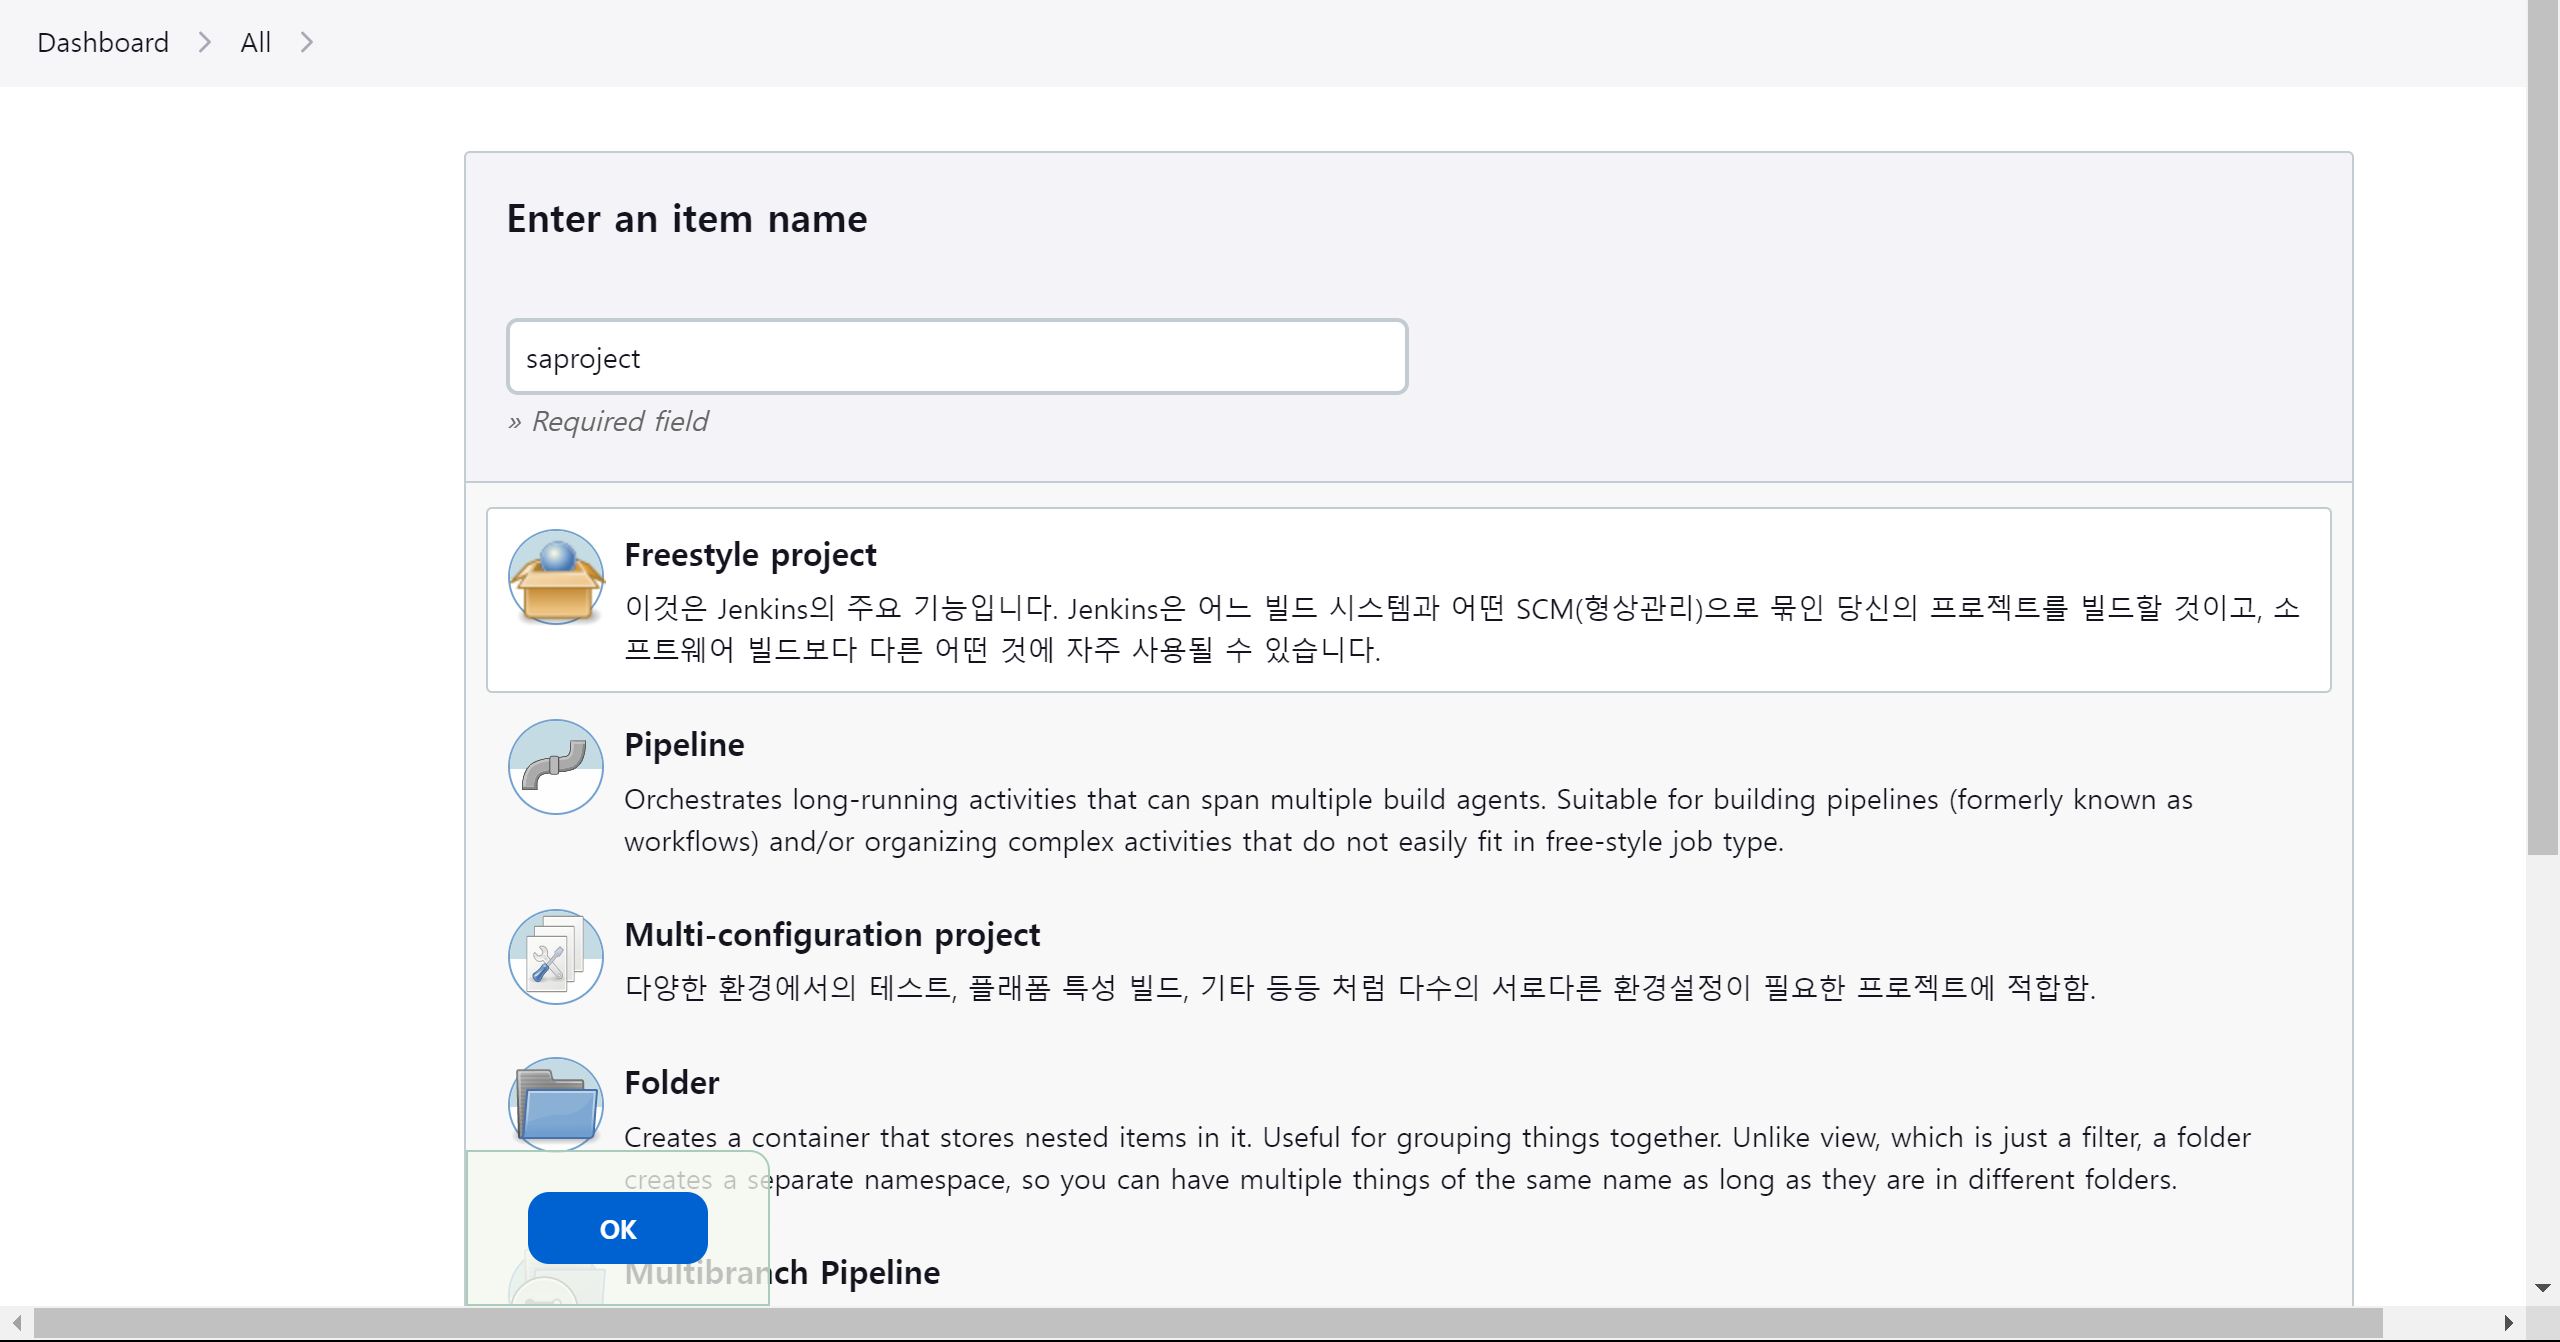 Dashboard > All >
Enter an item name
saproject
» Required field
Freestyle project
이것은 Jenkins의 주요 기능입니다. Jenkins은 어느 빌드 시스템과 어떤 SCM(형상관리)으로 묶인 당신의 프로젝트를 빌드할 것이고, 소
프트웨어 빌드보다 다른 어떤 것에 자주 사용될 수 있습니다.
Pipeline
Orchestrates long-running activities that can span multiple build agents. Suitable for building pipelines (formerly known as
workflows) and/or organizing complex activities that do not easily fit in free-style job type.
Multi-configuration project
다양한 환경에서의 테스트, 플래폼 특성 빌드, 기타 등등 처럼 다수의 서로다른 환경설정이 필요한 프로젝트에 적합함.
Folder
Creates a container that stores nested items in it. Useful for grouping things together. Unlike view, which is just a filter, a folder
creates a separate namespace, so you can have multiple things of the same name as long as they are in different folders.
OK
Multibranch Pipeline